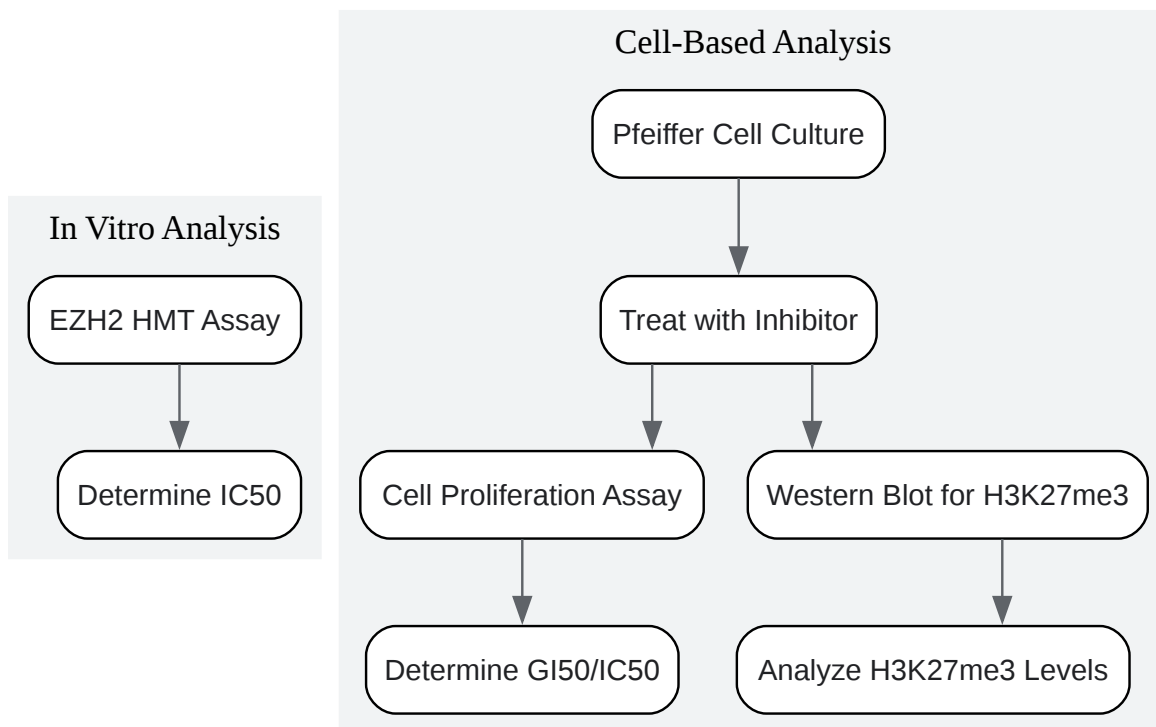 In Vitro Analysis
EZH2 HMT Assay
Determine IC50
Cell-Based Analysis
Pfeiffer Cell Culture
Treat with Inhibitor
Cell Proliferation Assay
Western Blot for H3K27me3
Determine GI50/IC50
Analyze H3K27me3 Levels